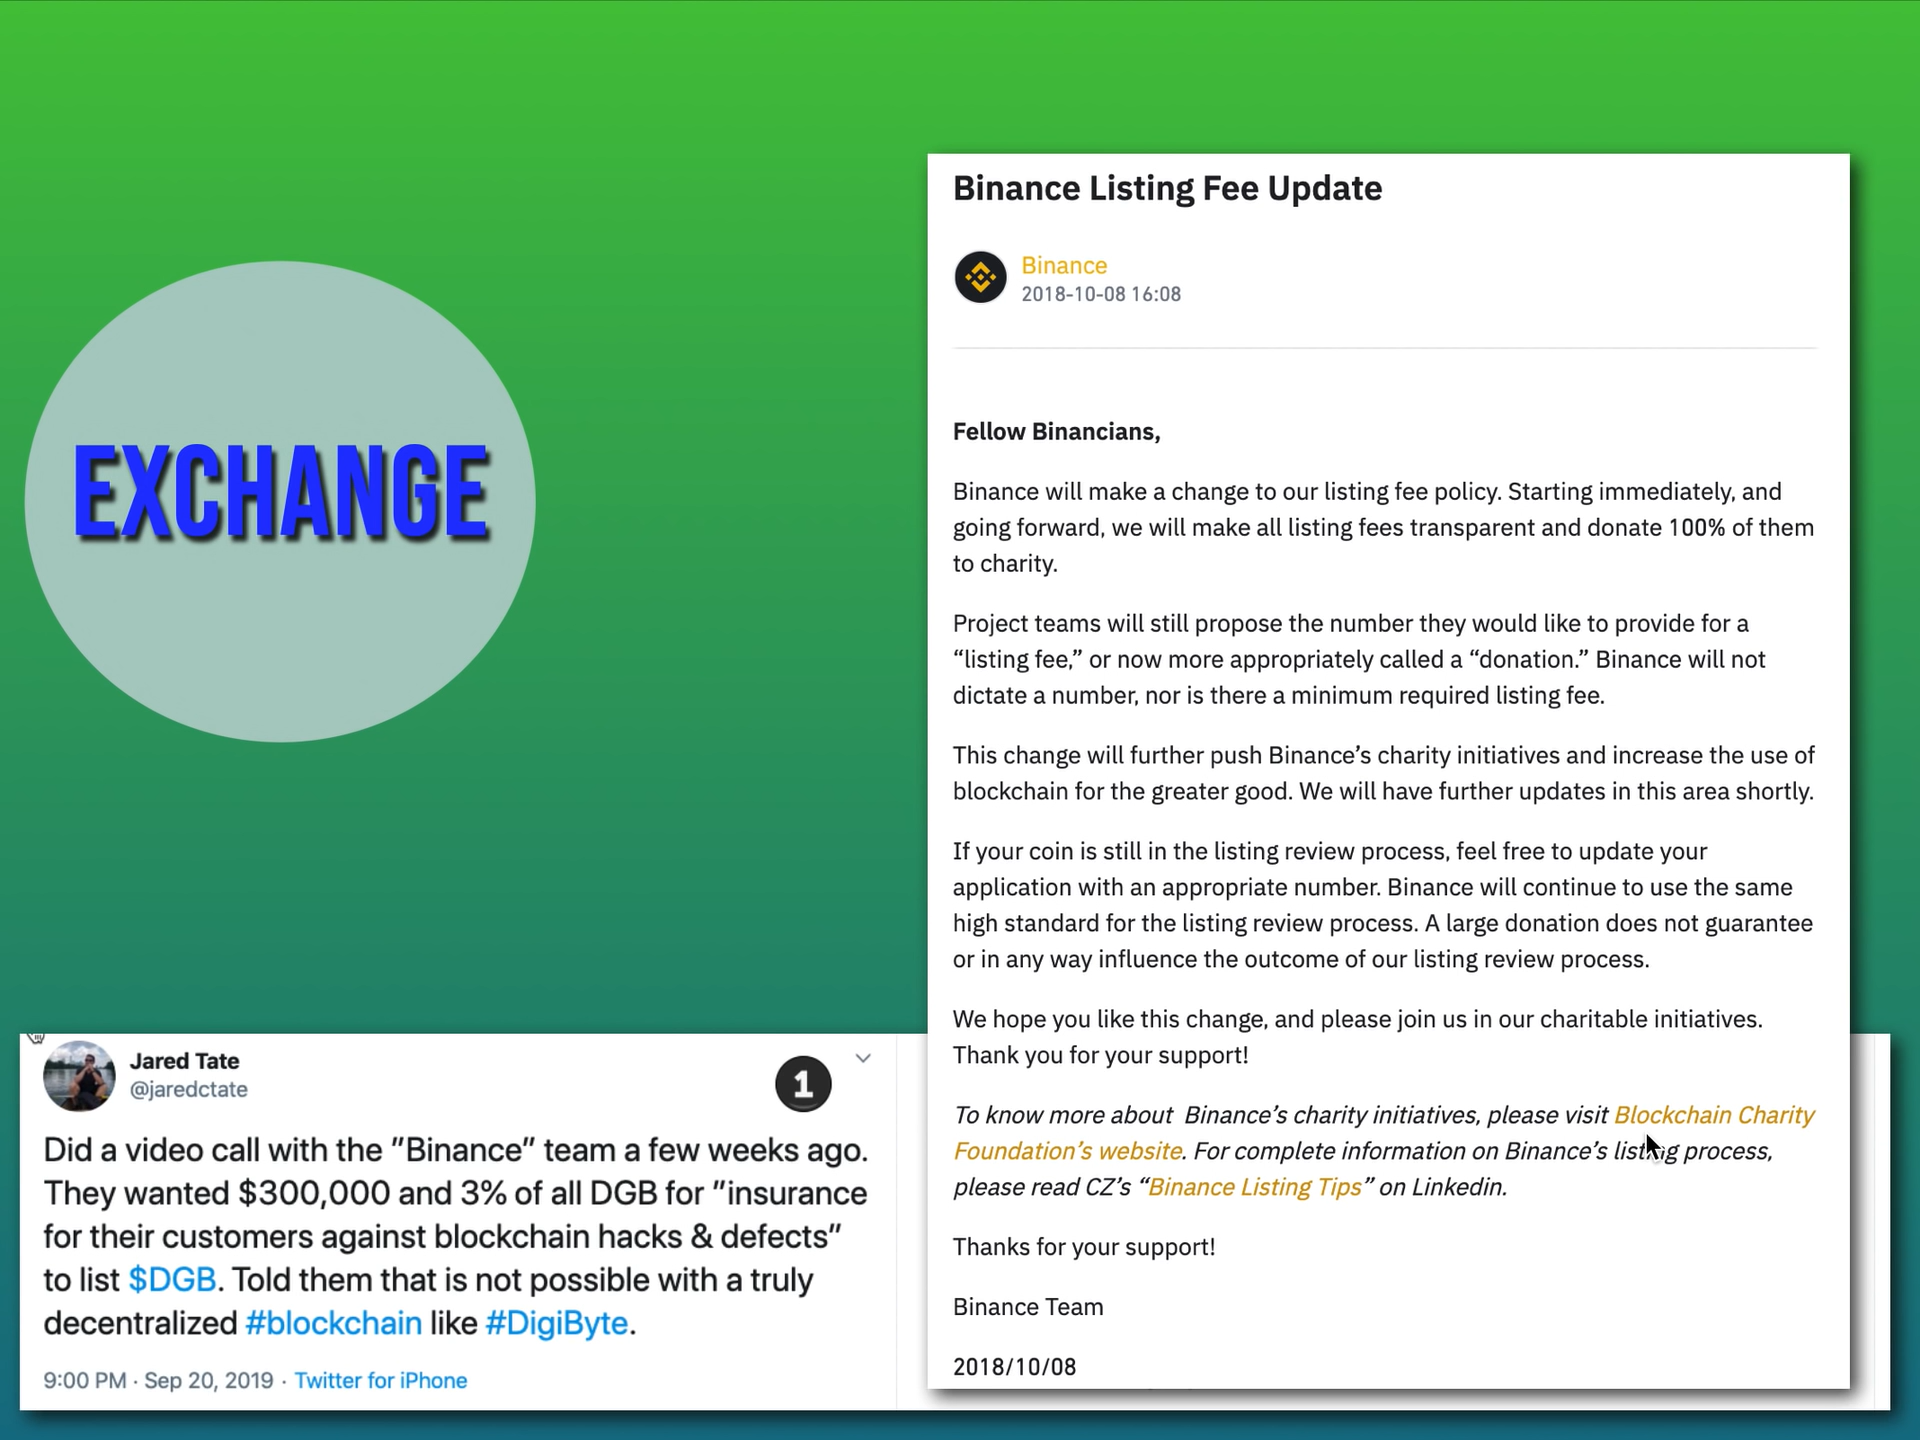 EXCHANGE
Binance Listing Fee Update
Binance
2018-10-08 16:08
Fellow Binancians,
Binance will make a change to our listing fee policy. Starting immediately, and
going forward, we will make all listing fees transparent and donate 100% of them
to charity.
Project teams will still propose the number they would like to provide for a
“listing fee,” or now more appropriately called a “donation.” Binance will not
dictate a number, nor is there a minimum required listing fee.
This change will further push Binance’s charity initiatives and increase the use of
blockchain for the greater good. We will have further updates in this area shortly.
If your coin is still in the listing review process, feel free to update your
application with an appropriate number. Binance will continue to use the same
high standard for the listing review process. A large donation does not guarantee
or in any way influence the outcome of our listing review process.
We hope you like this change, and please join us in our charitable initiatives.
Thank you for your support!
To know more about Binance’s charity initiatives, please visit Blockchain Charity
Foundation’s website. For complete information on Binance’s listing process,
please read CZ’s “Binance Listing Tips” on Linkedin.
Thanks for your support!
Binance Team
2018/10/08
Jared Tate
@jaredctate
1
Did a video call with the "Binance" team a few weeks ago.
They wanted $300,000 and 3% of all DGB for "insurance
for their customers against blockchain hacks & defects"
to list $DGB. Told them that is not possible with a truly
decentralized #blockchain like #DigiByte.
9:00 PM · Sep 20, 2019 · Twitter for iPhone